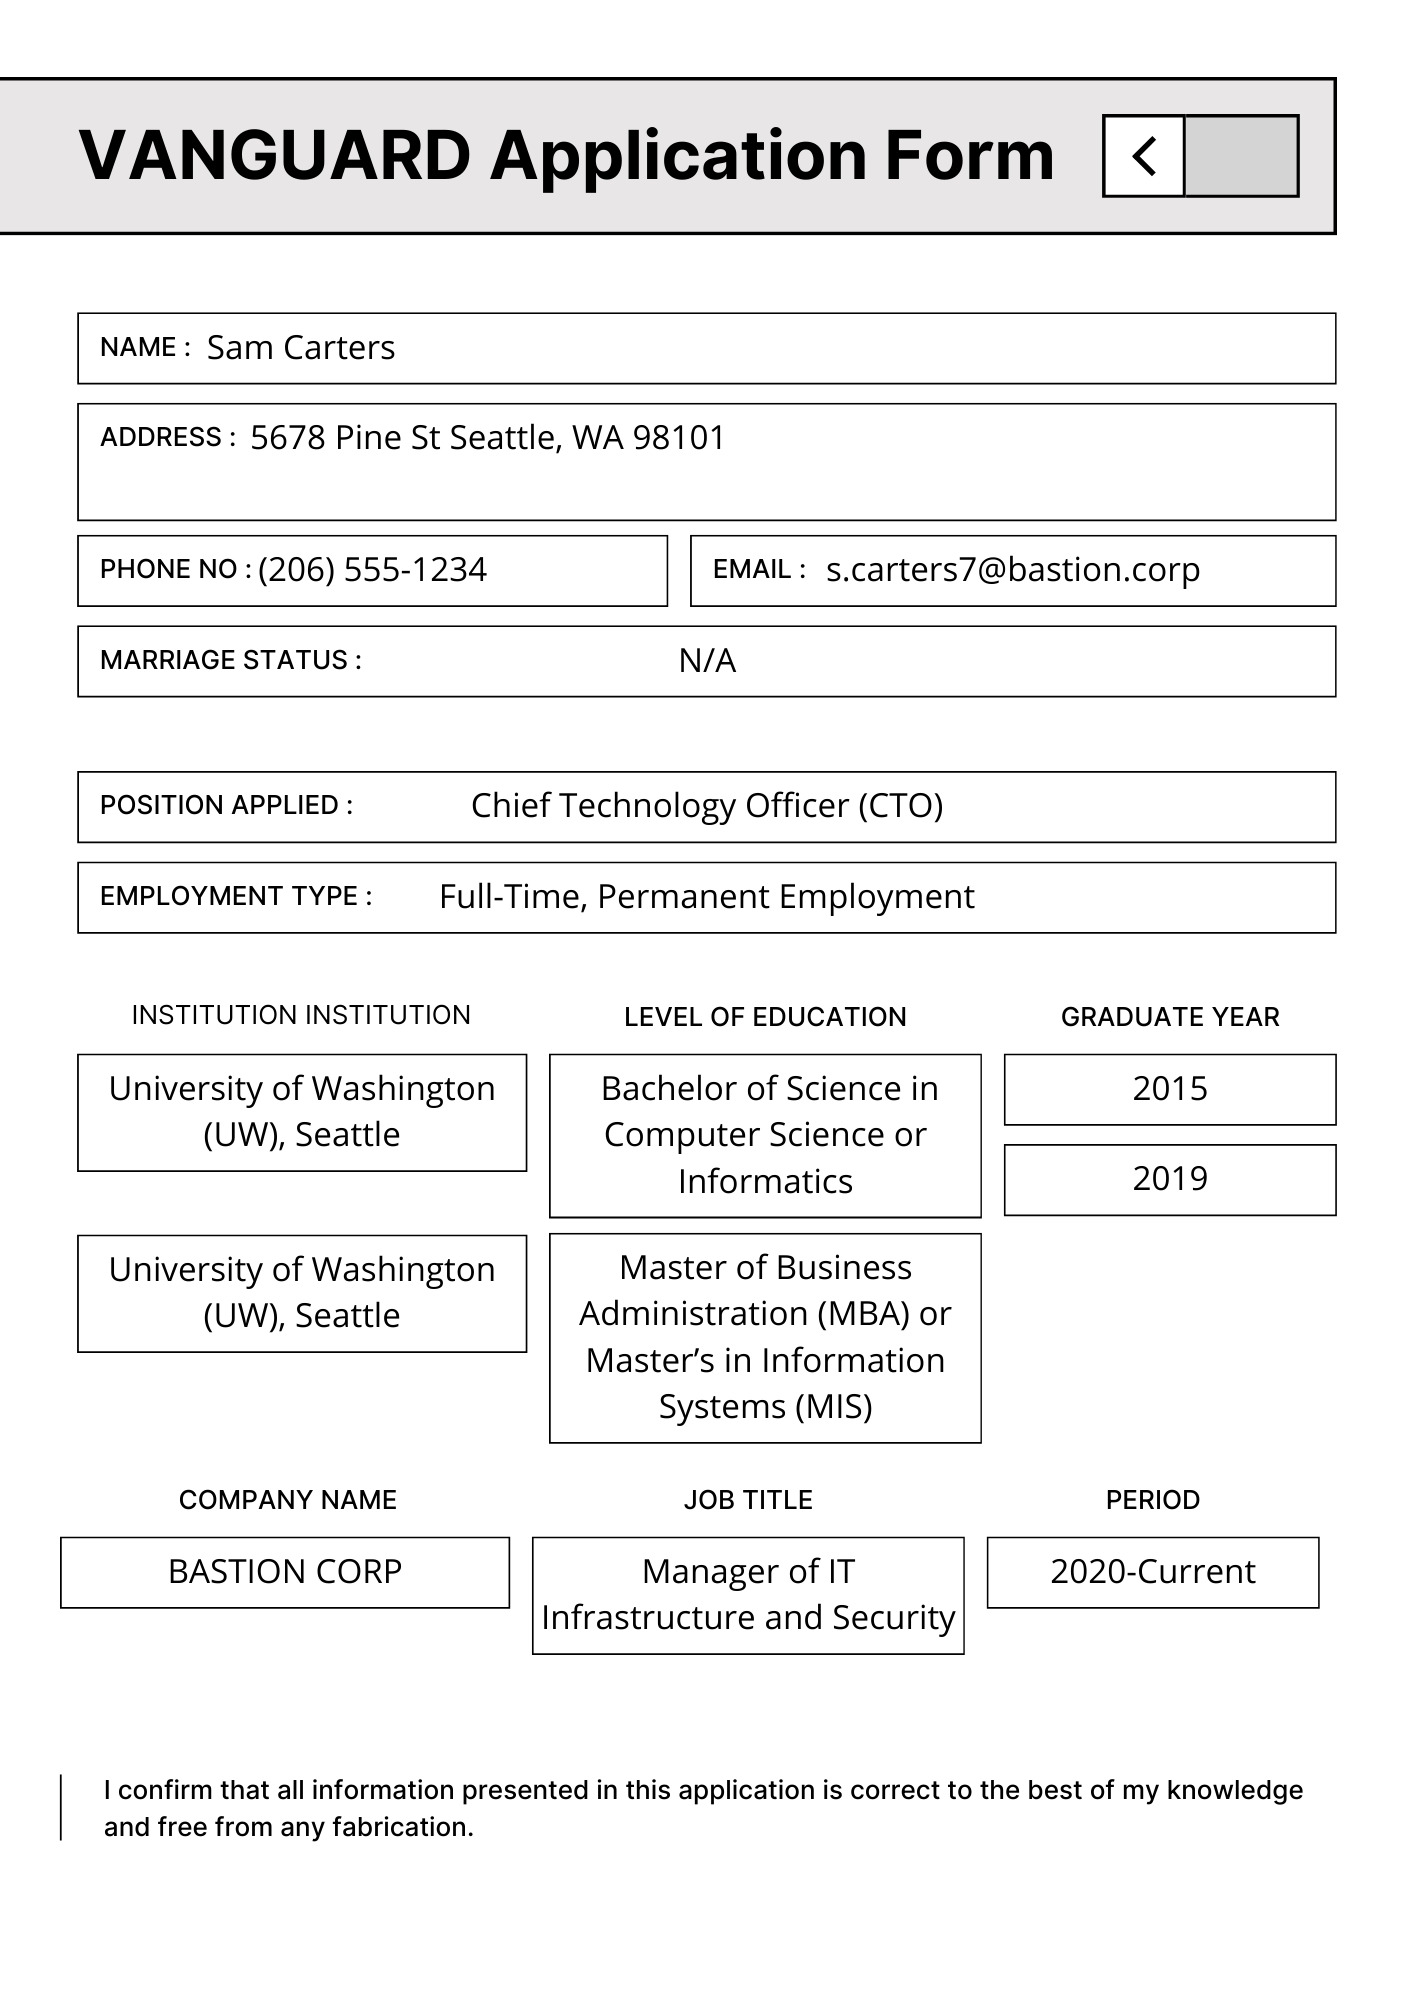 VANGUARD Application Form
NAME : Sam Carters
ADDRESS : 5678 Pine St Seattle, WA 98101
PHONE NO : (206) 555-1234
EMAIL : s.carters7@bastion.corp
MARRIAGE STATUS : N/A
POSITION APPLIED : Chief Technology Officer (CTO)
EMPLOYMENT TYPE : Full-Time, Permanent Employment
INSTITUTION INSTITUTION
LEVEL OF EDUCATION
GRADUATE YEAR
University of Washington
(UW), Seattle
Bachelor of Science in
Computer Science or
Informatics
2015
2019
University of Washington
(UW), Seattle
Master of Business
Administration (MBA) or
Master’s in Information
Systems (MIS)
COMPANY NAME
JOB TITLE
PERIOD
BASTION CORP
Manager of IT
Infrastructure and Security
2020-Current
I confirm that all information presented in this application is correct to the best of my knowledge
and free from any fabrication.